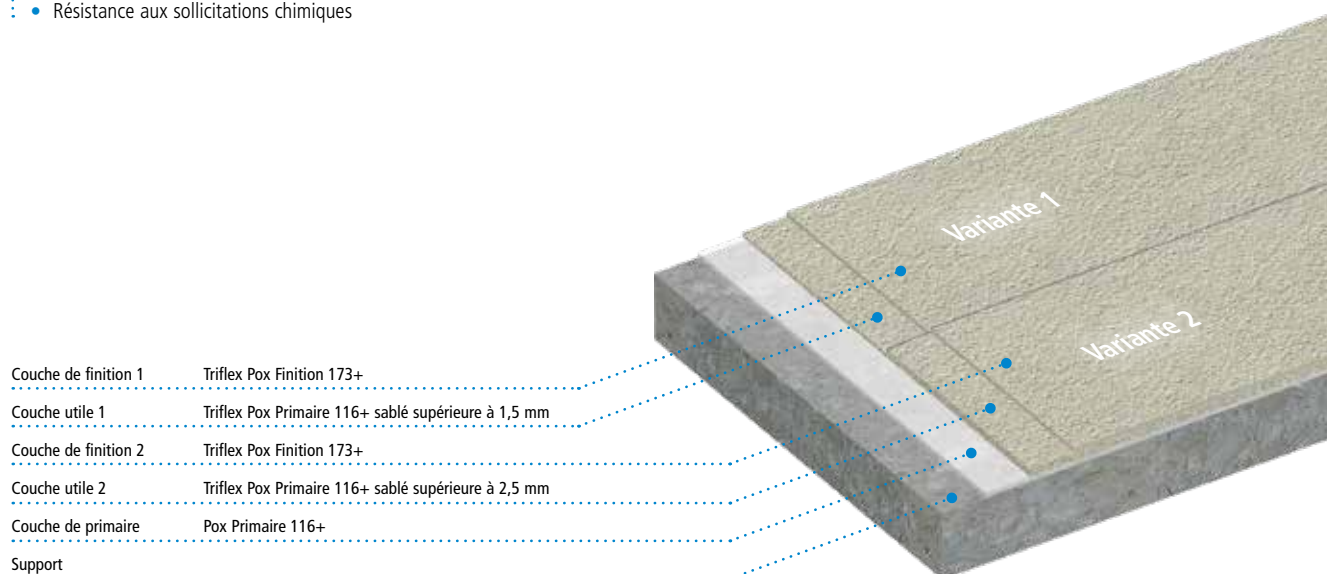 • Résistance aux sollicitations chimiques
Variante 1
Variante 2
Couche de finition 1 Triflex Pox Finition 173+
Couche utile 1 Triflex Pox Primaire 116+ sablé supérieure à 1,5 mm
Couche de finition 2 Triflex Pox Finition 173+
Couche utile 2 Triflex Pox Primaire 116+ sablé supérieure à 2,5 mm
Couche de primaire Pox Primaire 116+
Support